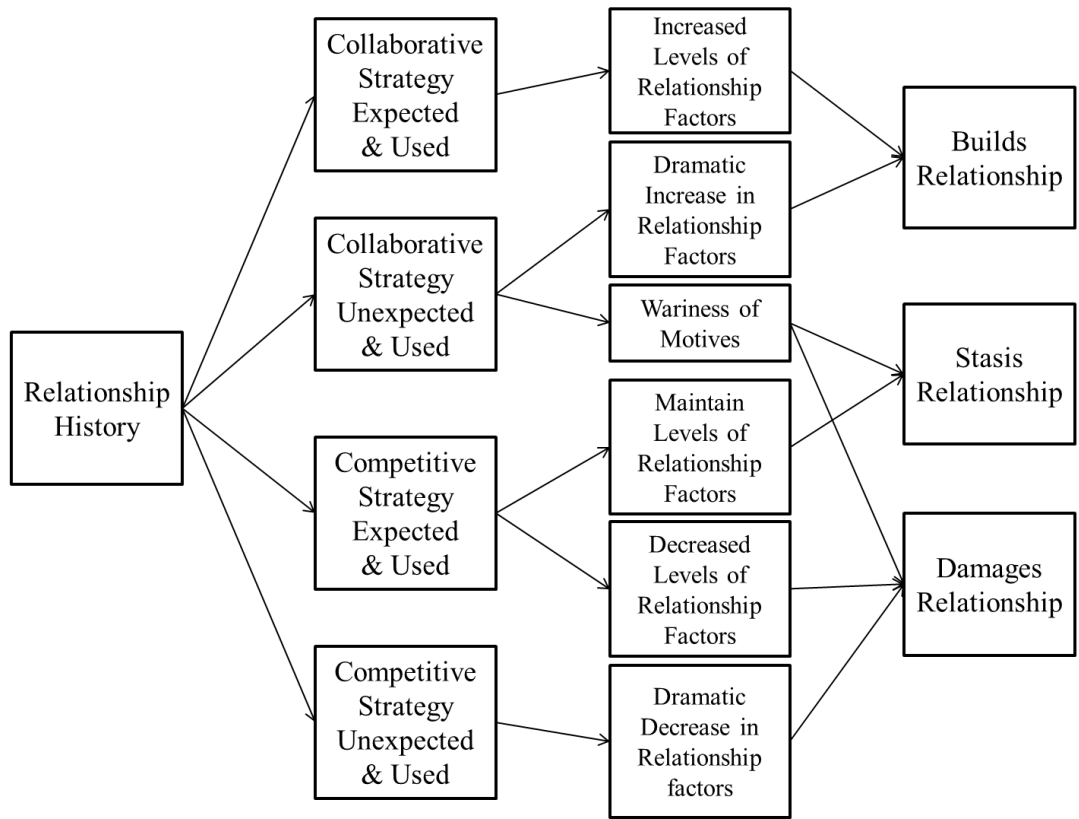 Relationship
History
Collaborative
Strategy
Expected
& Used
Collaborative
Strategy
Unexpected
& Used
Competitive
Strategy
Expected
& Used
Competitive
Strategy
Unexpected
& Used
Increased
Levels of
Relationship
Factors
Dramatic
Increase in
Relationship
Factors
Wariness of
Motives
Maintain
Levels of
Relationship
Factors
Decreased
Levels of
Relationship
Factors
Dramatic
Decrease in
Relationship
factors
Builds
Relationship
Stasis
Relationship
Damages
Relationship